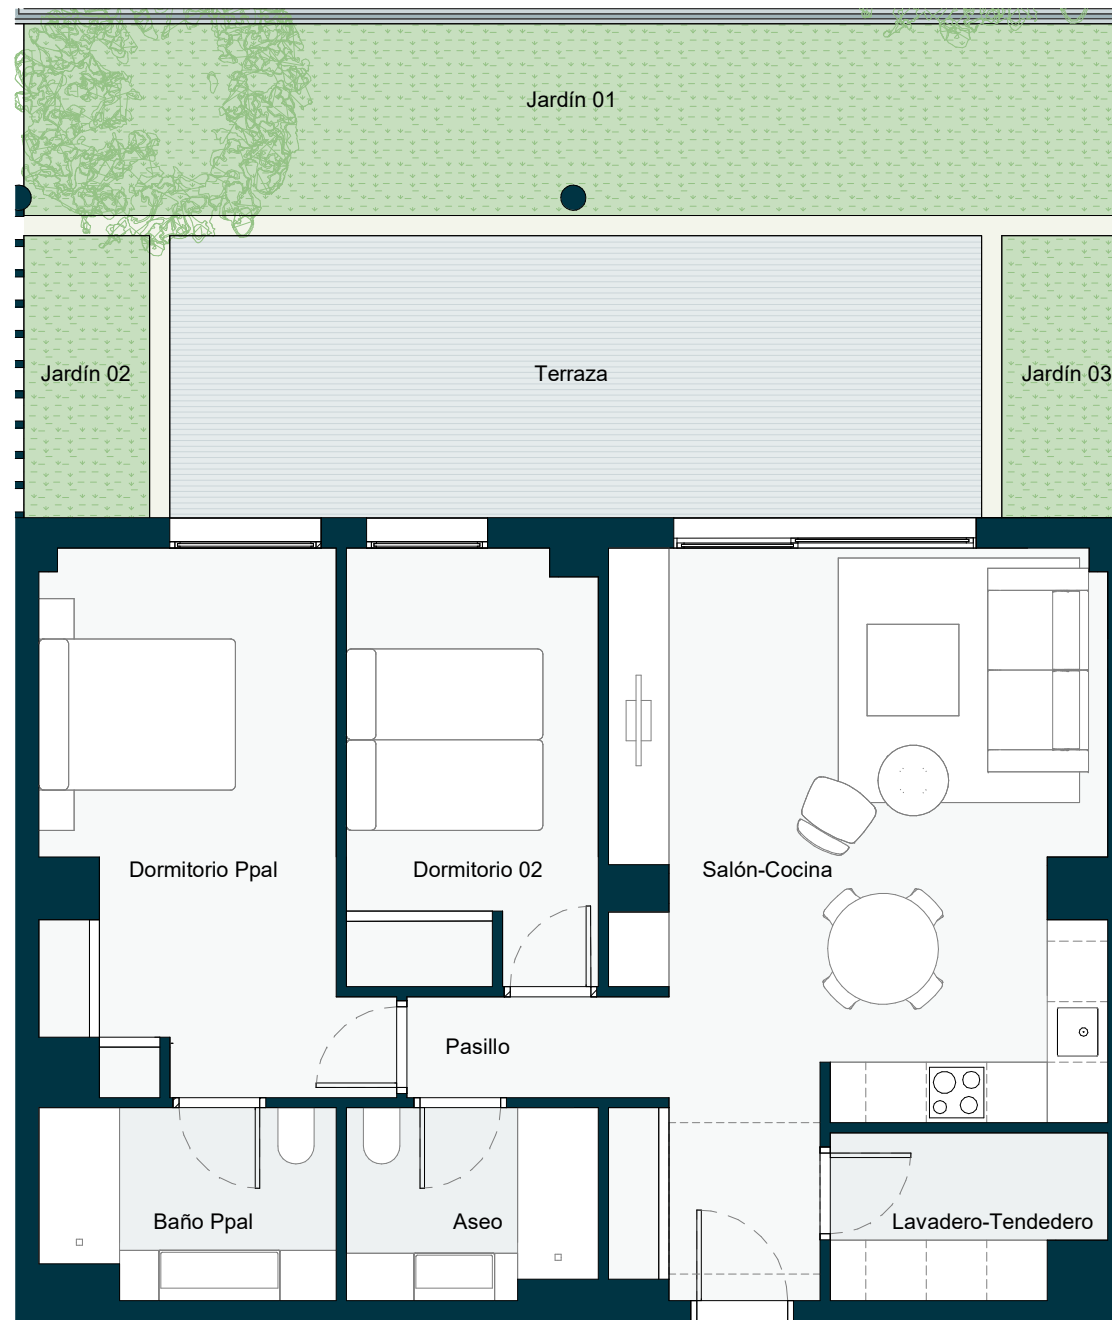 Jardín 01
Jardín 02
Terraza
Jardín 03
Dormitorio Ppal
Dormitorio 02
Salón-Cocina
Pasillo
Baño Ppal
Aseo
Lavadero-Tendedero